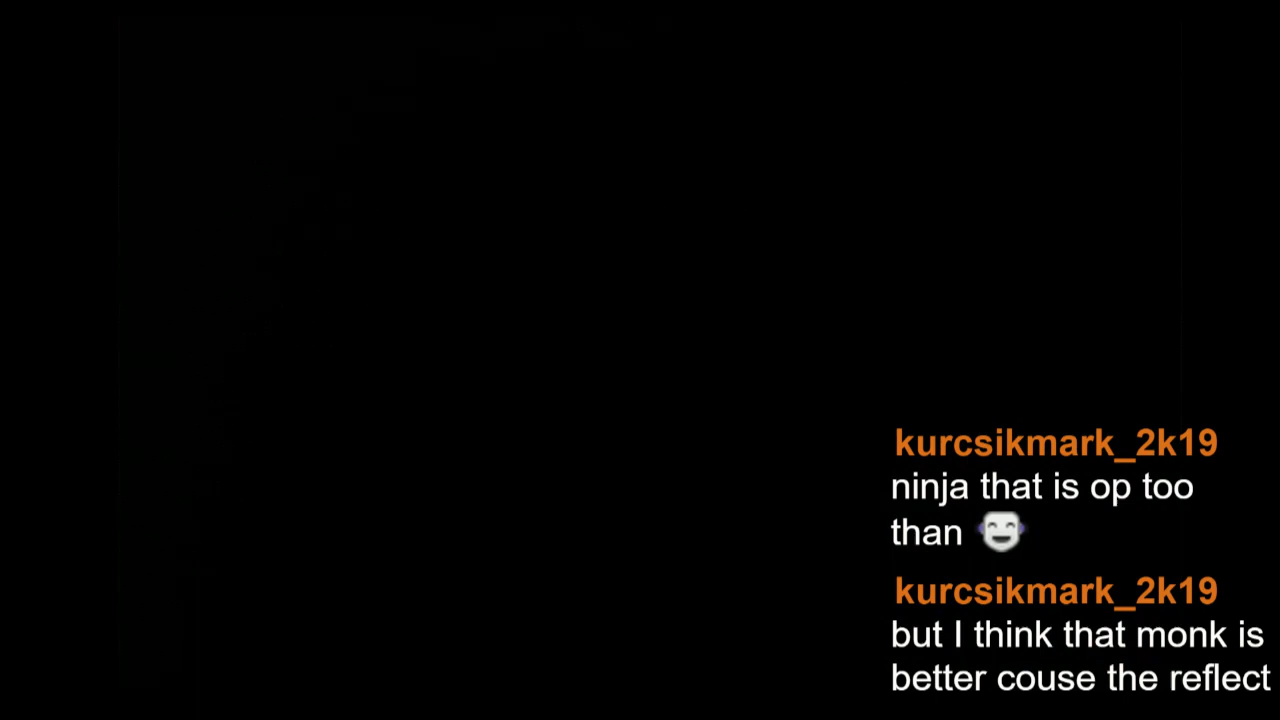 kurcsikmark_2k19
ninja that is op too
than
kurcsikmark_2k19
but I think that monk is
better couse the reflect